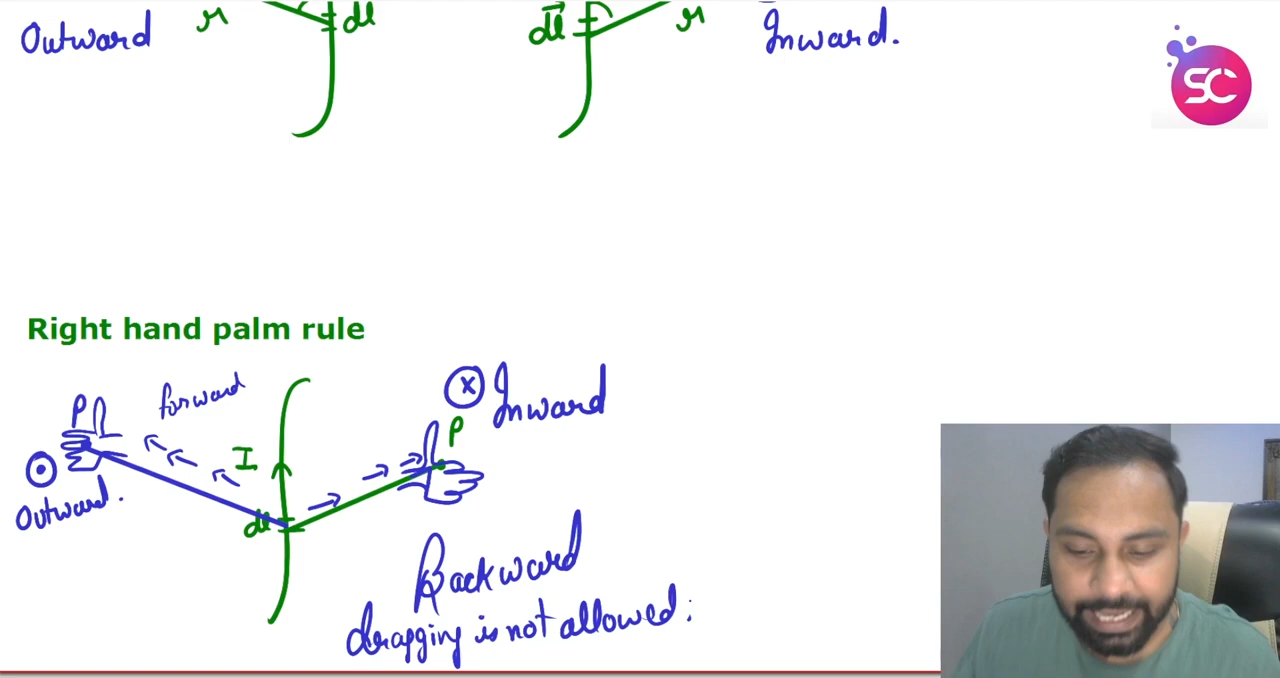 Outward r dl
dl r Inward.
SC
Right hand palm rule
P forward
I
P
x Inward
Outward.
dl
Backward
dragging is not allowed.